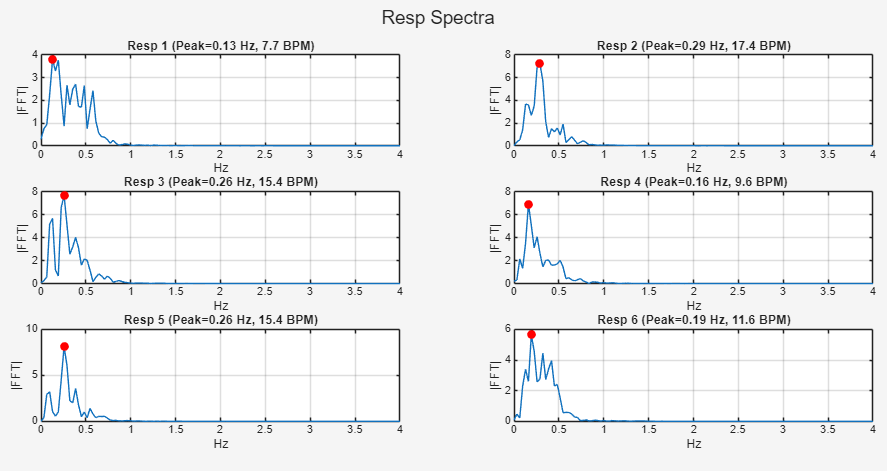 Resp Spectra
Resp 1 (Peak=0.13 Hz, 7.7 BPM)
4
3
2
1
0
|FFT|
0 0.5 1 1.5 2 2.5 3 3.5 4
Hz
Resp 2 (Peak=0.29 Hz, 17.4 BPM)
8
6
4
2
0
|FFT|
0 0.5 1 1.5 2 2.5 3 3.5 4
Hz
Resp 3 (Peak=0.26 Hz, 15.4 BPM)
8
6
4
2
0
|FFT|
0 0.5 1 1.5 2 2.5 3 3.5 4
Hz
Resp 4 (Peak=0.16 Hz, 9.6 BPM)
8
6
4
2
0
|FFT|
0 0.5 1 1.5 2 2.5 3 3.5 4
Hz
Resp 5 (Peak=0.26 Hz, 15.4 BPM)
10
5
0
|FFT|
0 0.5 1 1.5 2 2.5 3 3.5 4
Hz
Resp 6 (Peak=0.19 Hz, 11.6 BPM)
6
4
2
0
|FFT|
0 0.5 1 1.5 2 2.5 3 3.5 4
Hz